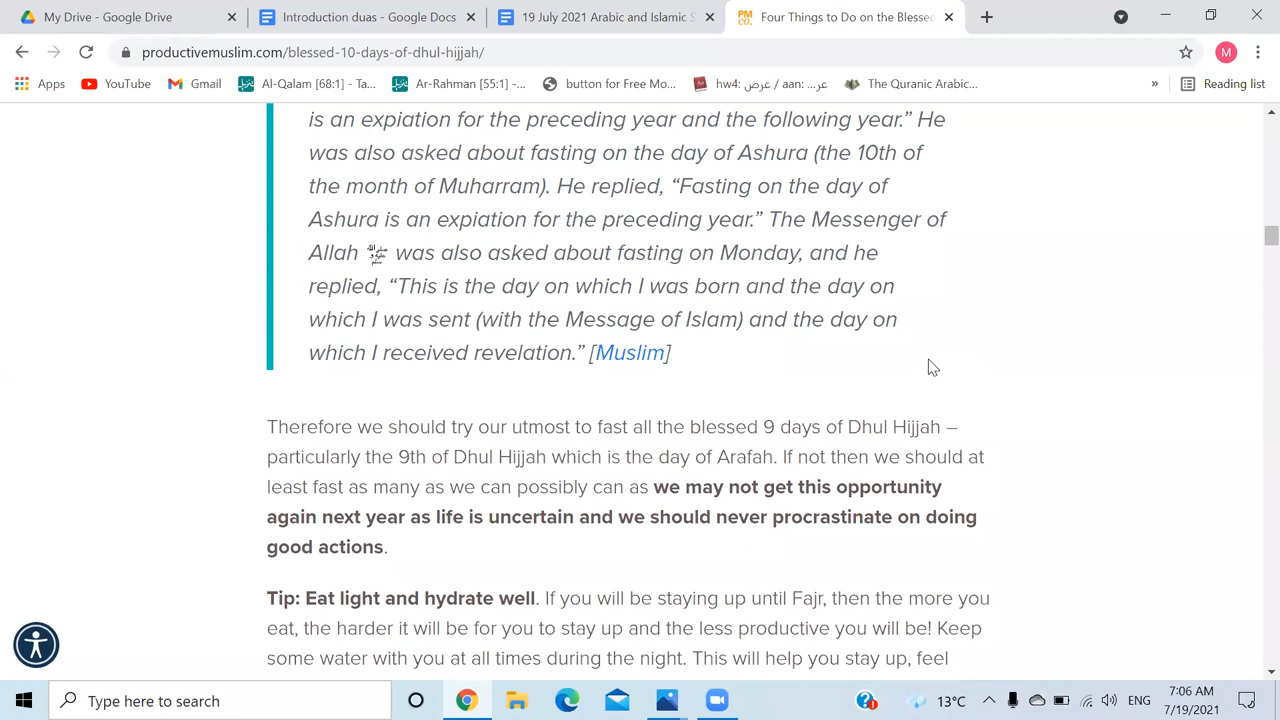 My Drive - Google Drive
Introduction duas - Google Docs
19 July 2021 Arabic and Islamic S
PM CO.
Four Things to Do on the Blessed
productivemuslim.com/blessed-10-days-of-dhul-hijjah/
M
Apps
YouTube
Gmail
Al-Qalam [68:1] - Ta...
Ar-Rahman [55:1] -...
button for Free Mo...
hw4: عر... / aan: عرض...
The Quranic Arabic...
»
Reading list
is an expiation for the preceding year and the following year.” He
was also asked about fasting on the day of Ashura (the 10th of
the month of Muharram). He replied, “Fasting on the day of
Ashura is an expiation for the preceding year.” The Messenger of
Allah ﷺ was also asked about fasting on Monday, and he
replied, “This is the day on which I was born and the day on
which I was sent (with the Message of Islam) and the day on
which I received revelation.” [Muslim]
Therefore we should try our utmost to fast all the blessed 9 days of Dhul Hijjah –
particularly the 9th of Dhul Hijjah which is the day of Arafah. If not then we should at
least fast as many as we can possibly can as we may not get this opportunity
again next year as life is uncertain and we should never procrastinate on doing
good actions.
Tip: Eat light and hydrate well. If you will be staying up until Fajr, then the more you
eat, the harder it will be for you to stay up and the less productive you will be! Keep
some water with you at all times during the night. This will help you stay up, feel
Type here to search
13°C
ENG
7:06 AM
7/19/2021